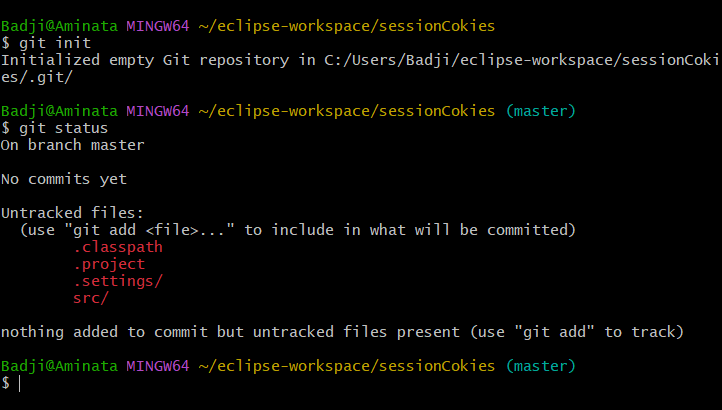 Badji@Aminata MINGW64 ~/eclipse-workspace/sessionCokies
$ git init
Initialized empty Git repository in C:/Users/Badji/eclipse-workspace/sessionCoki
es/.git/
Badji@Aminata MINGW64 ~/eclipse-workspace/sessionCokies (master)
$ git status
On branch master
No commits yet
Untracked files:
(use "git add <file>..." to include in what will be committed)
.classpath
.project
.settings/
src/
nothing added to commit but untracked files present (use "git add" to track)
Badji@Aminata MINGW64 ~/eclipse-workspace/sessionCokies (master)
$